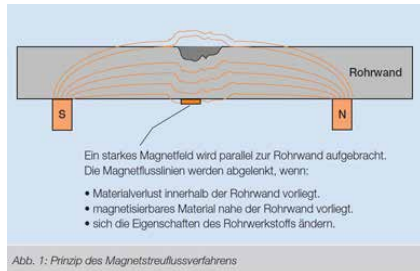 Rohrwand
S
N
Ein starkes Magnetfeld wird parallel zur Rohrwand aufgebracht.
Die Magnetflusslinien werden abgelenkt, wenn:
• Materialverlust innerhalb der Rohrwand vorliegt.
• magnetisierbares Material nahe der Rohrwand vorliegt.
• sich die Eigenschaften des Rohrwerkstoffs ändern.
Abb. 1: Prinzip des Magnetstreuflussverfahrens